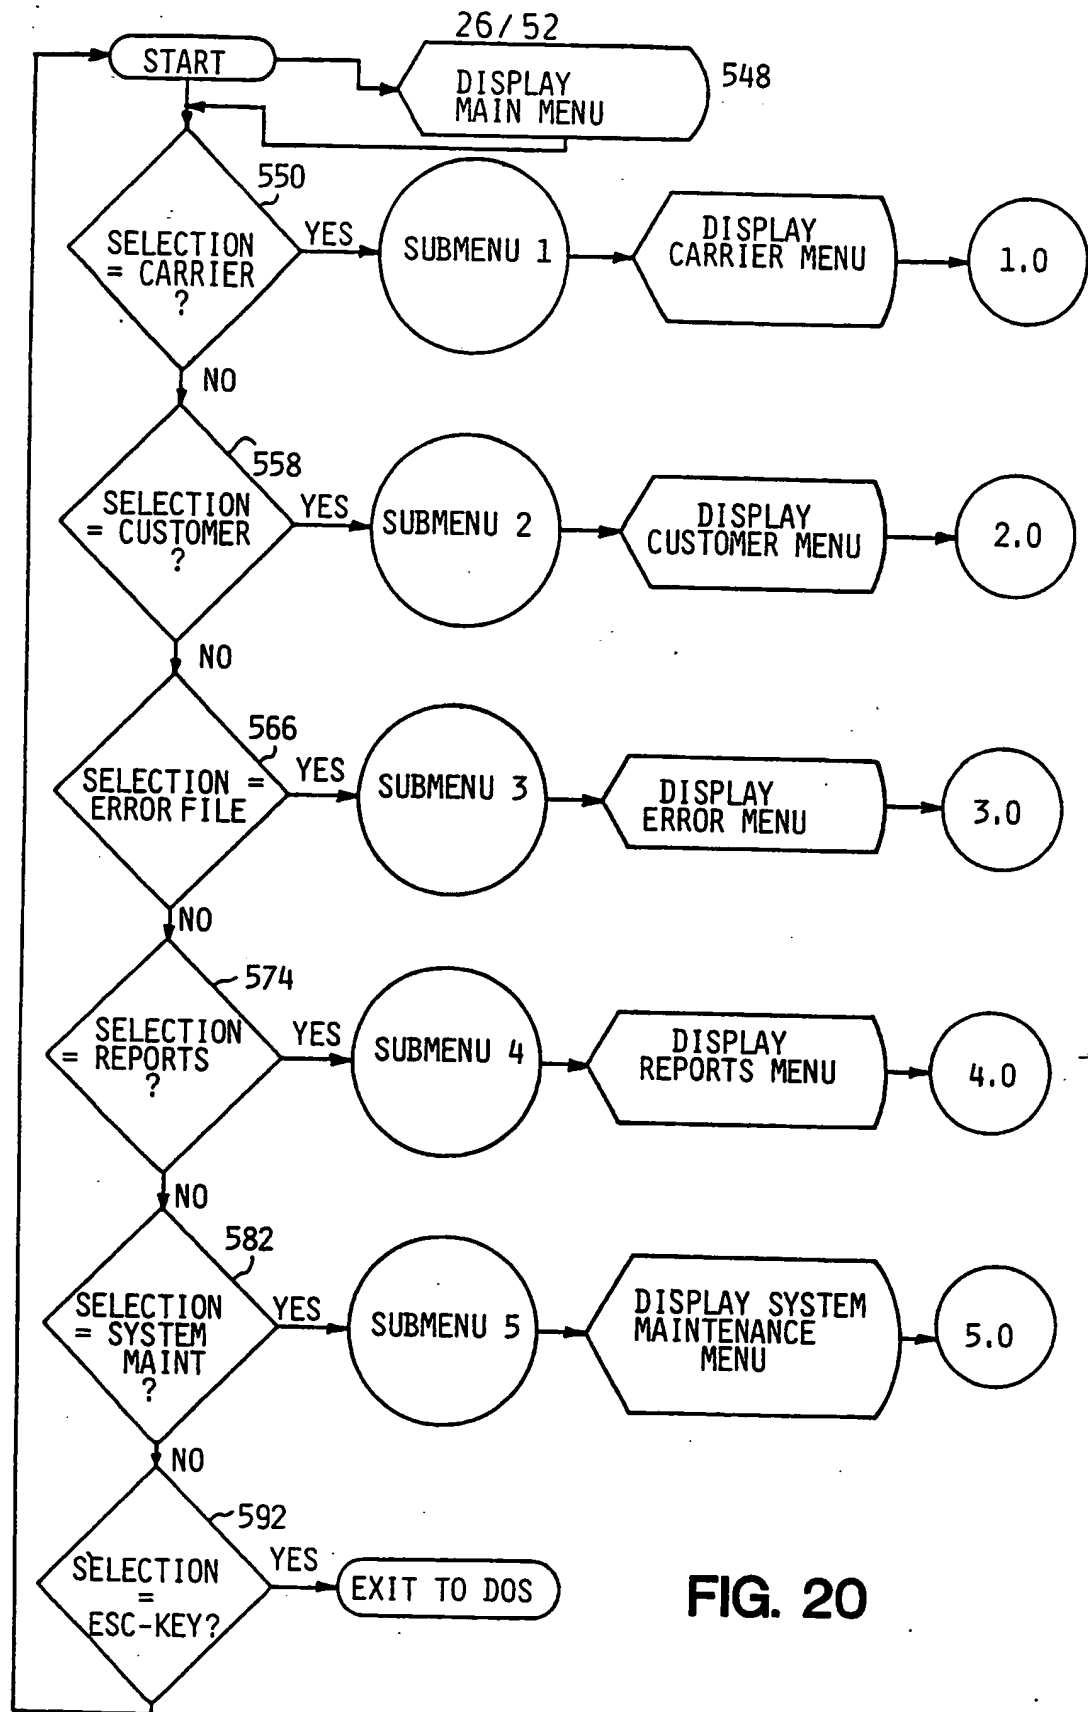 26/52
START
DISPLAY
MAIN MENU
548
550
SELECTION
= CARRIER
?
YES
SUBMENU 1
DISPLAY
CARRIER MENU
1.0
NO
558
SELECTION
= CUSTOMER
?
YES
SUBMENU 2
DISPLAY
CUSTOMER MENU
2.0
NO
566
SELECTION =
ERROR FILE
YES
SUBMENU 3
DISPLAY
ERROR MENU
3.0
NO
574
SELECTION
= REPORTS
?
YES
SUBMENU 4
DISPLAY
REPORTS MENU
4.0
NO
582
SELECTION
= SYSTEM
MAINT
?
YES
SUBMENU 5
DISPLAY SYSTEM
MAINTENANCE
MENU
5.0
NO
592
SELECTION
=
ESC-KEY?
YES
EXIT TO DOS
FIG. 20